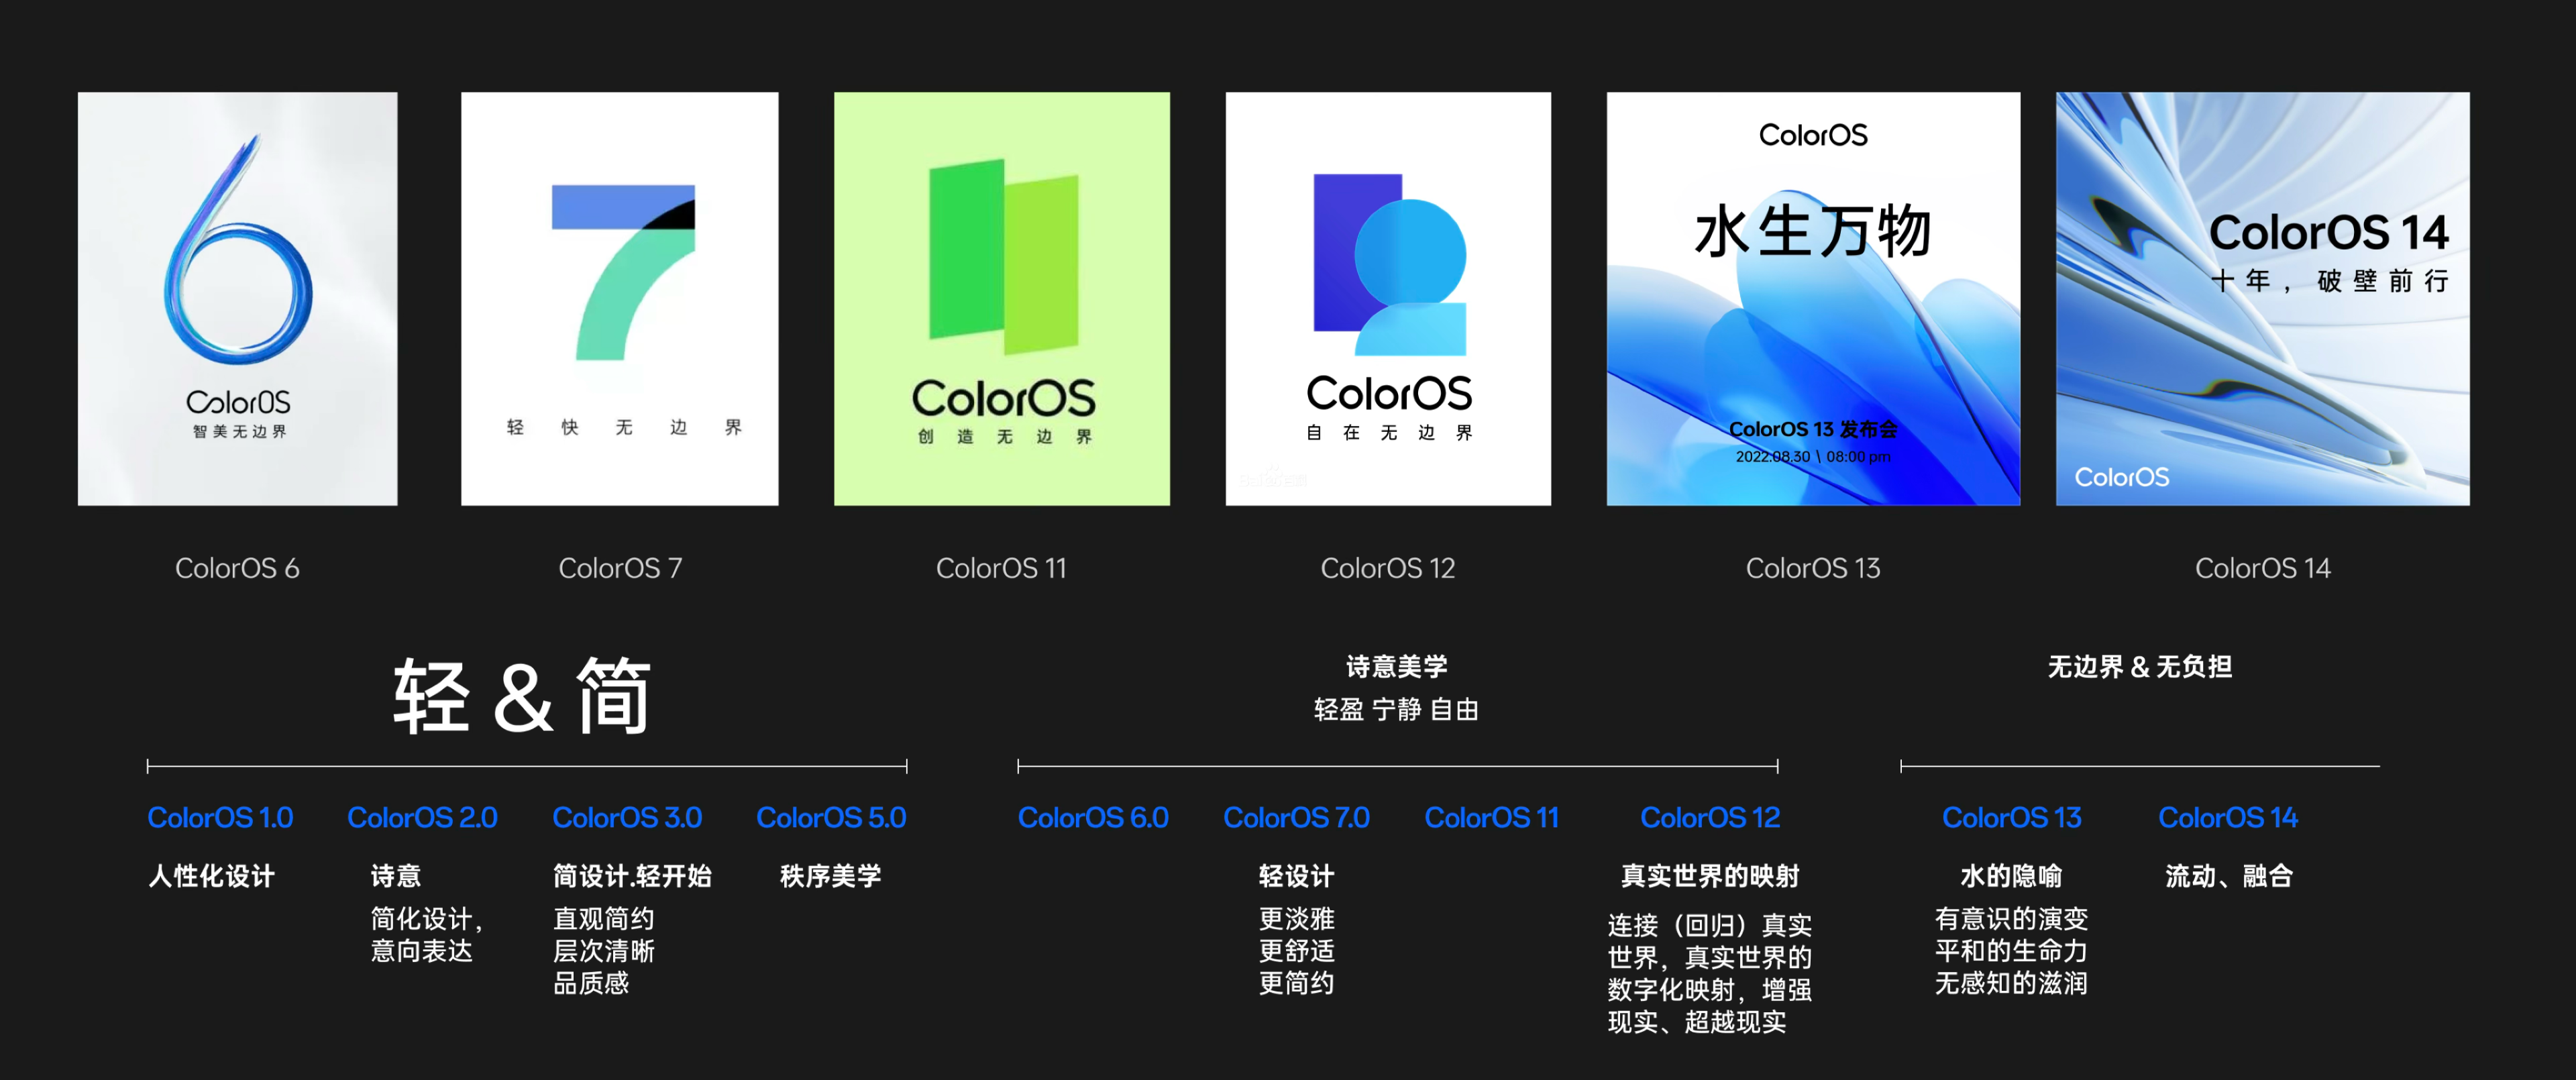 ColorOS
智美无边界
轻快无边界
ColorOS
创造无边界
ColorOS
自在无边界
ColorOS
水生万物
ColorOS 13 发布会
2022.08.30 \ 08:00 pm
ColorOS 14
十年，破壁前行
ColorOS
ColorOS 6
ColorOS 7
ColorOS 11
ColorOS 12
ColorOS 13
ColorOS 14
轻 & 简
诗意美学
轻盈 宁静 自由
无边界 & 无负担
ColorOS 1.0
人性化设计
ColorOS 2.0
诗意
简化设计，
意向表达
ColorOS 3.0
简设计.轻开始
直观简约
层次清晰
品质感
ColorOS 5.0
秩序美学
ColorOS 6.0
ColorOS 7.0
轻设计
更淡雅
更舒适
更简约
ColorOS 11
ColorOS 12
真实世界的映射
连接（回归）真实
世界，真实世界的
数字化映射，增强
现实、超越现实
ColorOS 13
水的隐喻
有意识的演变
平和的生命力
无感知的滋润
ColorOS 14
流动、融合